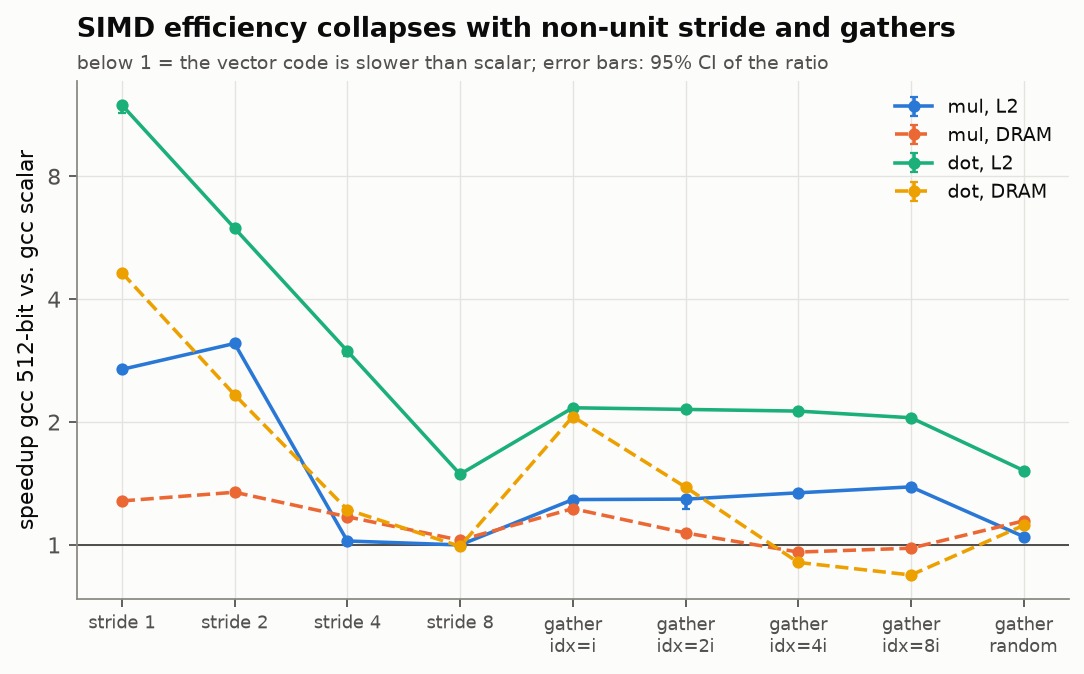 SIMD efficiency collapses with non-unit stride and gathers
below 1 = the vector code is slower than scalar; error bars: 95% CI of the ratio
speedup gcc 512-bit vs. gcc scalar
8
4
2
1
mul, L2
mul, DRAM
dot, L2
dot, DRAM
stride 1
stride 2
stride 4
stride 8
gather
idx=i
gather
idx=2i
gather
idx=4i
gather
idx=8i
gather
random